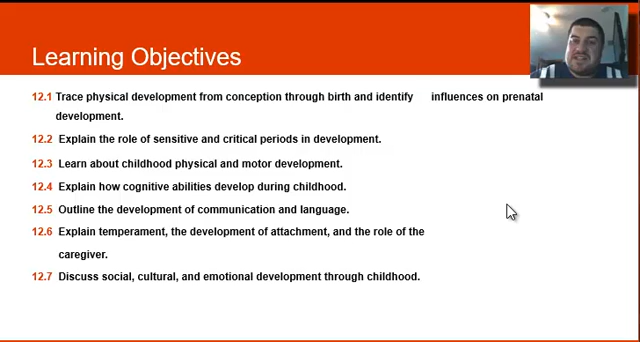 Learning Objectives
12.1 Trace physical development from conception through birth and identify influences on prenatal
development.
12.2 Explain the role of sensitive and critical periods in development.
12.3 Learn about childhood physical and motor development.
12.4 Explain how cognitive abilities develop during childhood.
12.5 Outline the development of communication and language.
12.6 Explain temperament, the development of attachment, and the role of the
caregiver.
12.7 Discuss social, cultural, and emotional development through childhood.